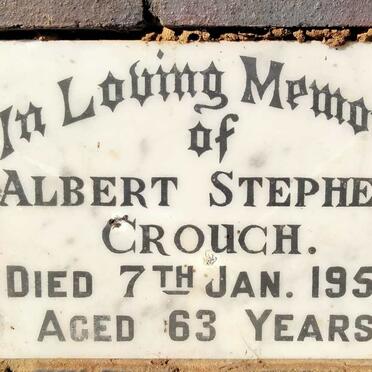 In Loving Memo
of
ALBERT STEPHE
CROUCH.
DIED 7TH JAN. 195
AGED 63 YEARS